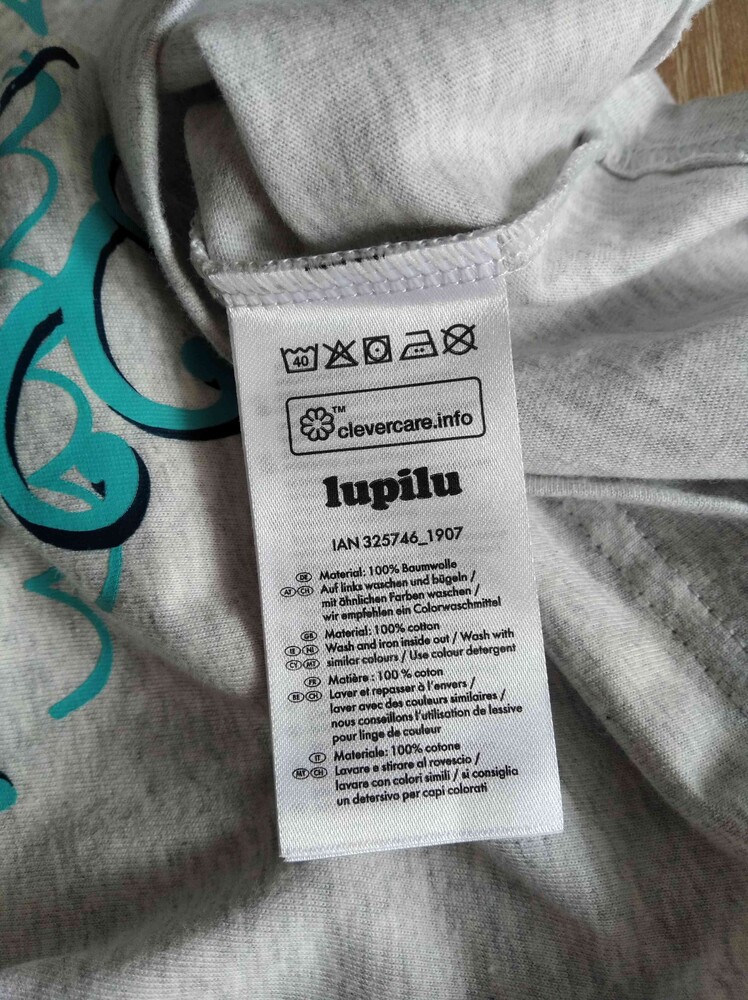 40
clevercare.info™
lupilu
IAN 325746_1907
DE Material: 100% Baumwolle
AT CH Auf links waschen und bügeln /
mit ähnlichen Farben waschen /
wir empfehlen ein Colorwaschmittel
GB Material: 100% cotton
IE NI Wash and iron inside out / Wash with
CY MT similar colours / Use colour detergent
FR Matière : 100 % coton
BE CH Laver et repasser à l'envers /
laver avec des couleurs similaires /
nous conseillons l'utilisation de lessive
pour linge de couleur
IT Materiale: 100% cotone
MT CH Lavare e stirare al rovescio /
lavare con colori simili / si consiglia
un detersivo per capi colorati